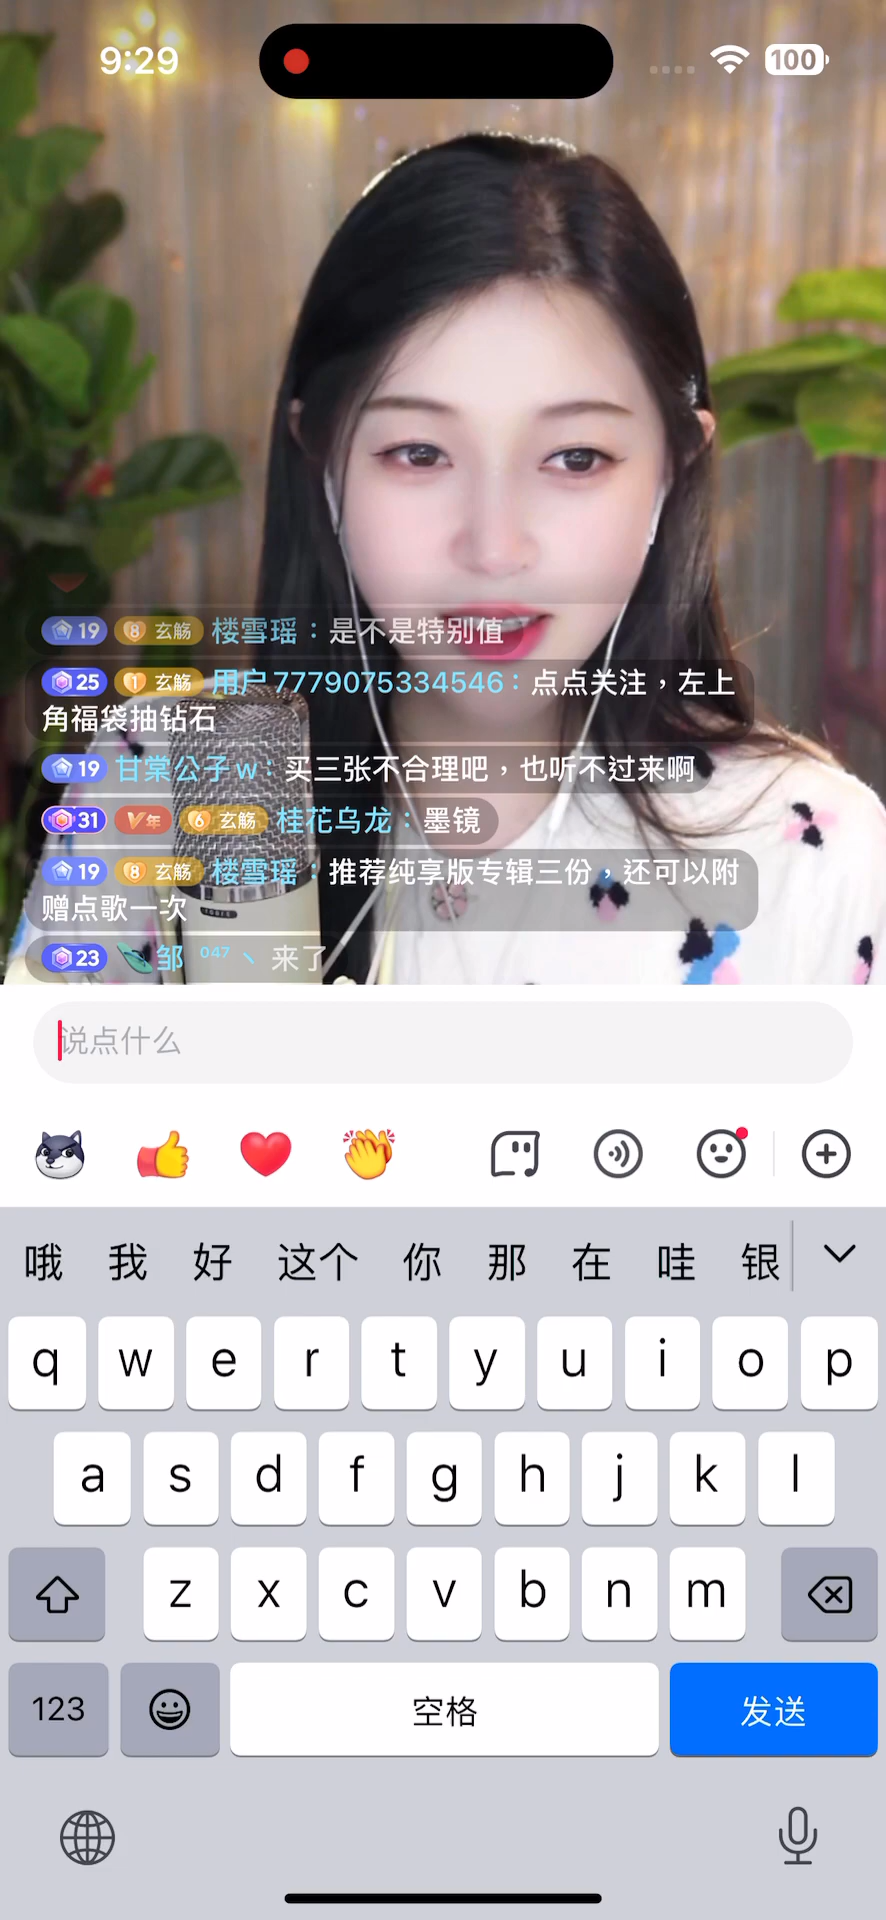 9:29
100
19 8 玄觞 楼雪瑶：是不是特别值
25 1 玄觞 用户7779075334546：点点关注，左上
角福袋抽钻石
19 甘棠公子w：买三张不合理吧，也听不过来啊
31 V年 6 玄觞 桂花乌龙：墨镜
19 8 玄觞 楼雪瑶：推荐纯享版专辑三份，还可以附
赠点歌一次
23 邹 ⁰⁴⁷ 丶 来了
说点什么
哦 我 好 这个 你 那 在 哇 银
q w e r t y u i o p
a s d f g h j k l
z x c v b n m
123 空格 发送